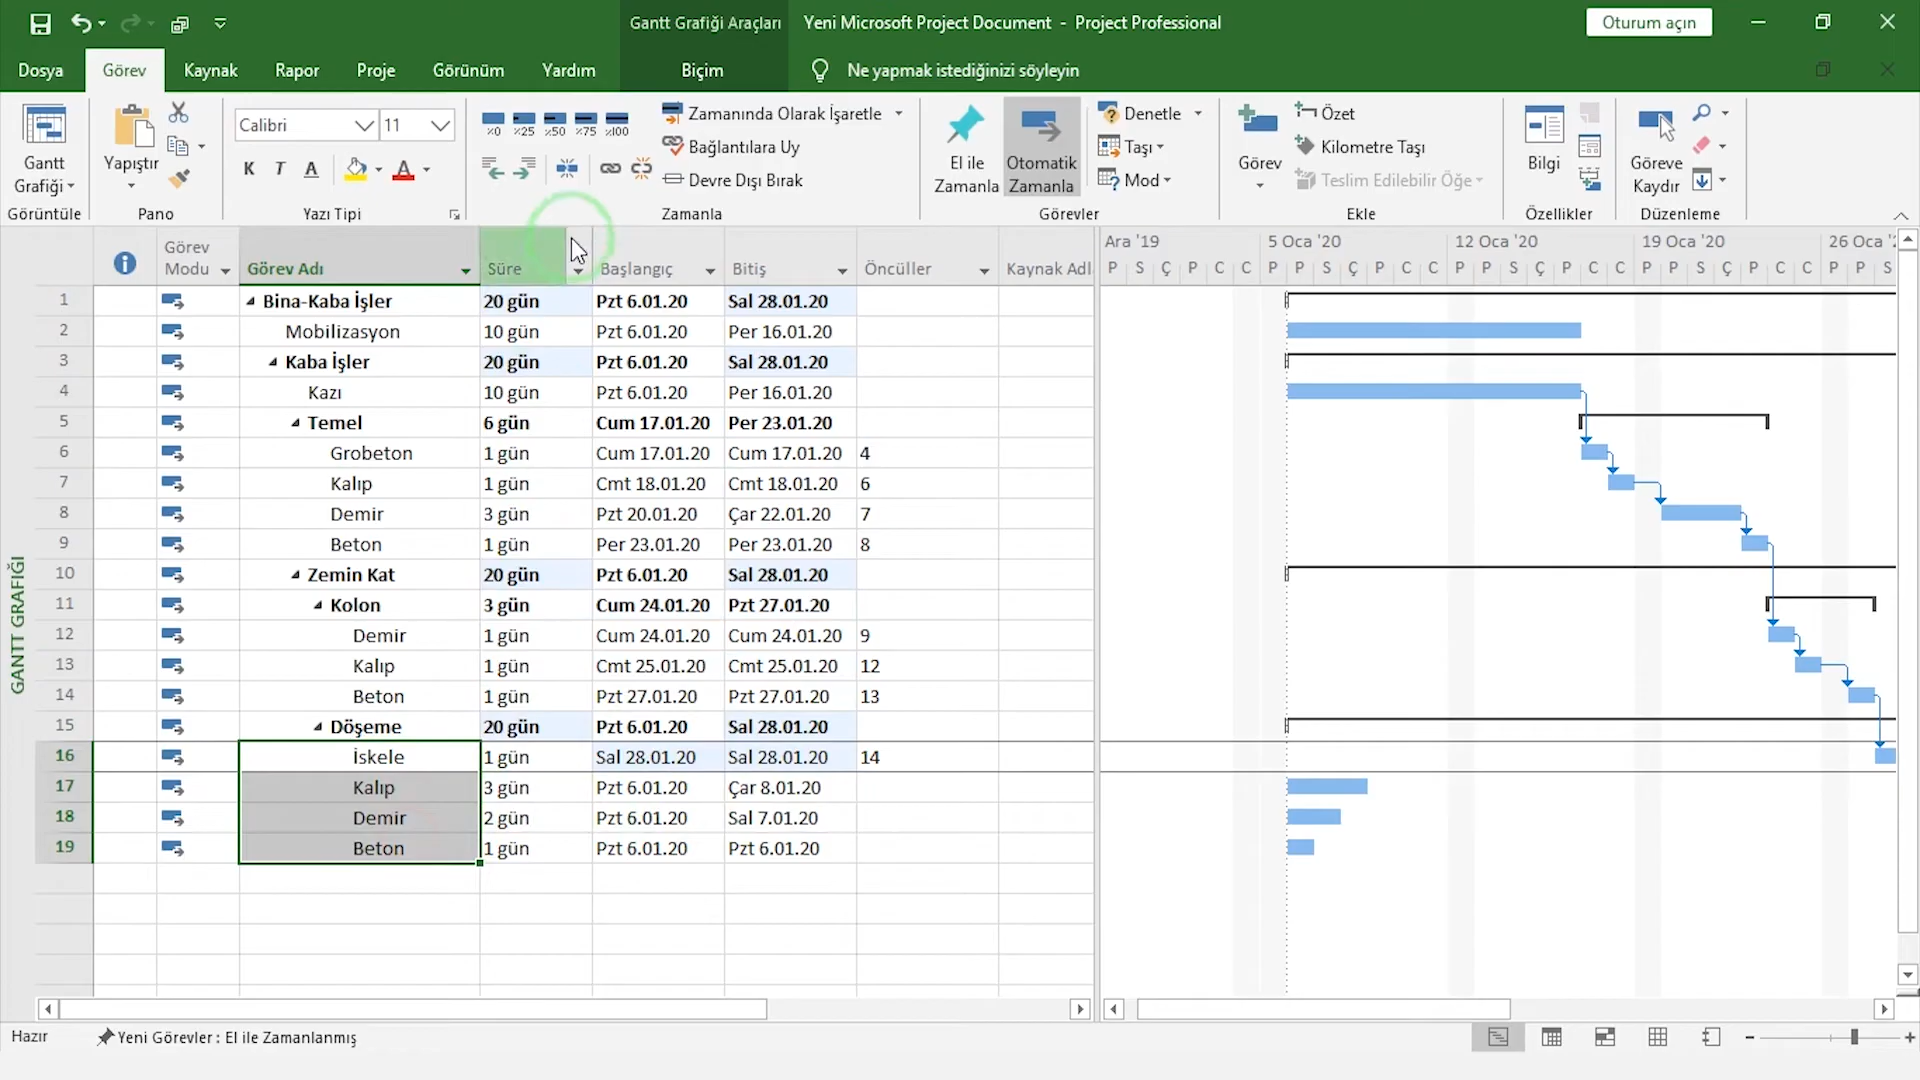 Gantt Grafiği Araçları
Yeni Microsoft Project Document - Project Professional
Oturum açın
Dosya Görev Kaynak Rapor Proje Görünüm Yardım Biçim Ne yapmak istediğinizi söyleyin
Gantt Grafiği
Görüntüle
Yapıştır
Pano
Calibri 11
K T A A
Yazı Tipi
%0 %25 %50 %75 %100
Zamanında Olarak İşaretle
Bağlantılara Uy
Devre Dışı Bırak
Zamanla
El ile Zamanla
Otomatik Zamanla
Denetle
Taşı
Mod
Görevler
Görev
Özet
Kilometre Taşı
Teslim Edilebilir Öğe
Ekle
Bilgi
Özellikler
Göreve Kaydır
Düzenleme
Görev Modu Görev Adı Süre Başlangıç Bitiş Öncüller Kaynak Adl
Ara '19 5 Oca '20 12 Oca '20 19 Oca '20 26 Oca '2
P S Ç P C C P P S Ç P C C P P S Ç P C C P P S Ç P C C P P S
1 Bina-Kaba İşler 20 gün Pzt 6.01.20 Sal 28.01.20
2 Mobilizasyon 10 gün Pzt 6.01.20 Per 16.01.20
3 Kaba İşler 20 gün Pzt 6.01.20 Sal 28.01.20
4 Kazı 10 gün Pzt 6.01.20 Per 16.01.20
5 Temel 6 gün Cum 17.01.20 Per 23.01.20
6 Grobeton 1 gün Cum 17.01.20 Cum 17.01.20 4
7 Kalıp 1 gün Cmt 18.01.20 Cmt 18.01.20 6
8 Demir 3 gün Pzt 20.01.20 Çar 22.01.20 7
9 Beton 1 gün Per 23.01.20 Per 23.01.20 8
10 Zemin Kat 20 gün Pzt 6.01.20 Sal 28.01.20
11 Kolon 3 gün Cum 24.01.20 Pzt 27.01.20
12 Demir 1 gün Cum 24.01.20 Cum 24.01.20 9
13 Kalıp 1 gün Cmt 25.01.20 Cmt 25.01.20 12
14 Beton 1 gün Pzt 27.01.20 Pzt 27.01.20 13
15 Döşeme 20 gün Pzt 6.01.20 Sal 28.01.20
16 İskele 1 gün Sal 28.01.20 Sal 28.01.20 14
17 Kalıp 3 gün Pzt 6.01.20 Çar 8.01.20
18 Demir 2 gün Pzt 6.01.20 Sal 7.01.20
19 Beton 1 gün Pzt 6.01.20 Pzt 6.01.20
GANTT GRAFİĞİ
Hazır Yeni Görevler : El ile Zamanlanmış